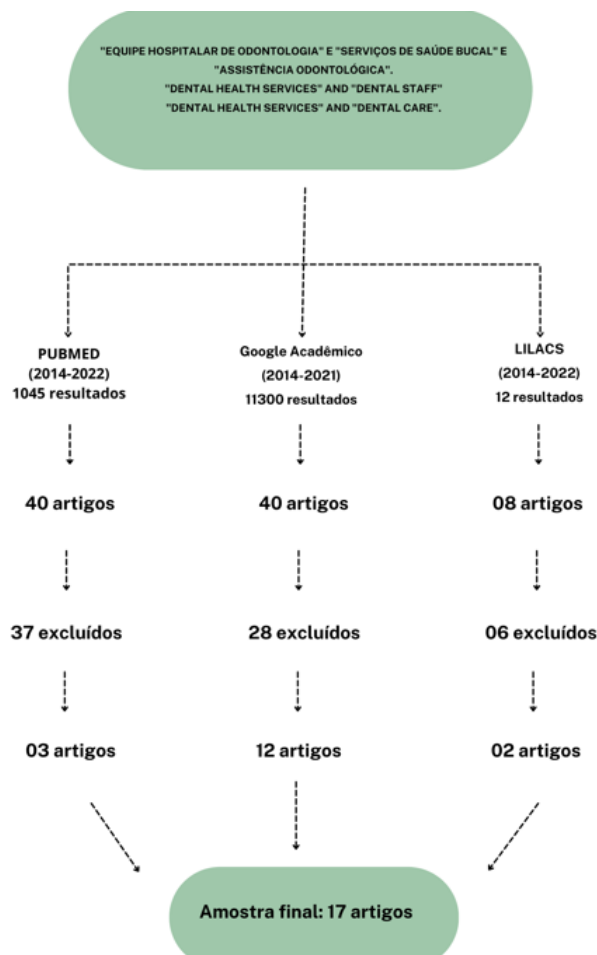 "EQUIPE HOSPITALAR DE ODONTOLOGIA" E "SERVIÇOS DE SAÚDE BUCAL" E
"ASSISTÊNCIA ODONTOLÓGICA".
"DENTAL HEALTH SERVICES" AND "DENTAL STAFF"
"DENTAL HEALTH SERVICES" AND "DENTAL CARE".
PUBMED
(2014-2022)
1045 resultados
Google Acadêmico
(2014-2021)
11300 resultados
LILACS
(2014-2022)
12 resultados
40 artigos
40 artigos
08 artigos
37 excluídos
28 excluídos
06 excluídos
03 artigos
12 artigos
02 artigos
Amostra final: 17 artigos